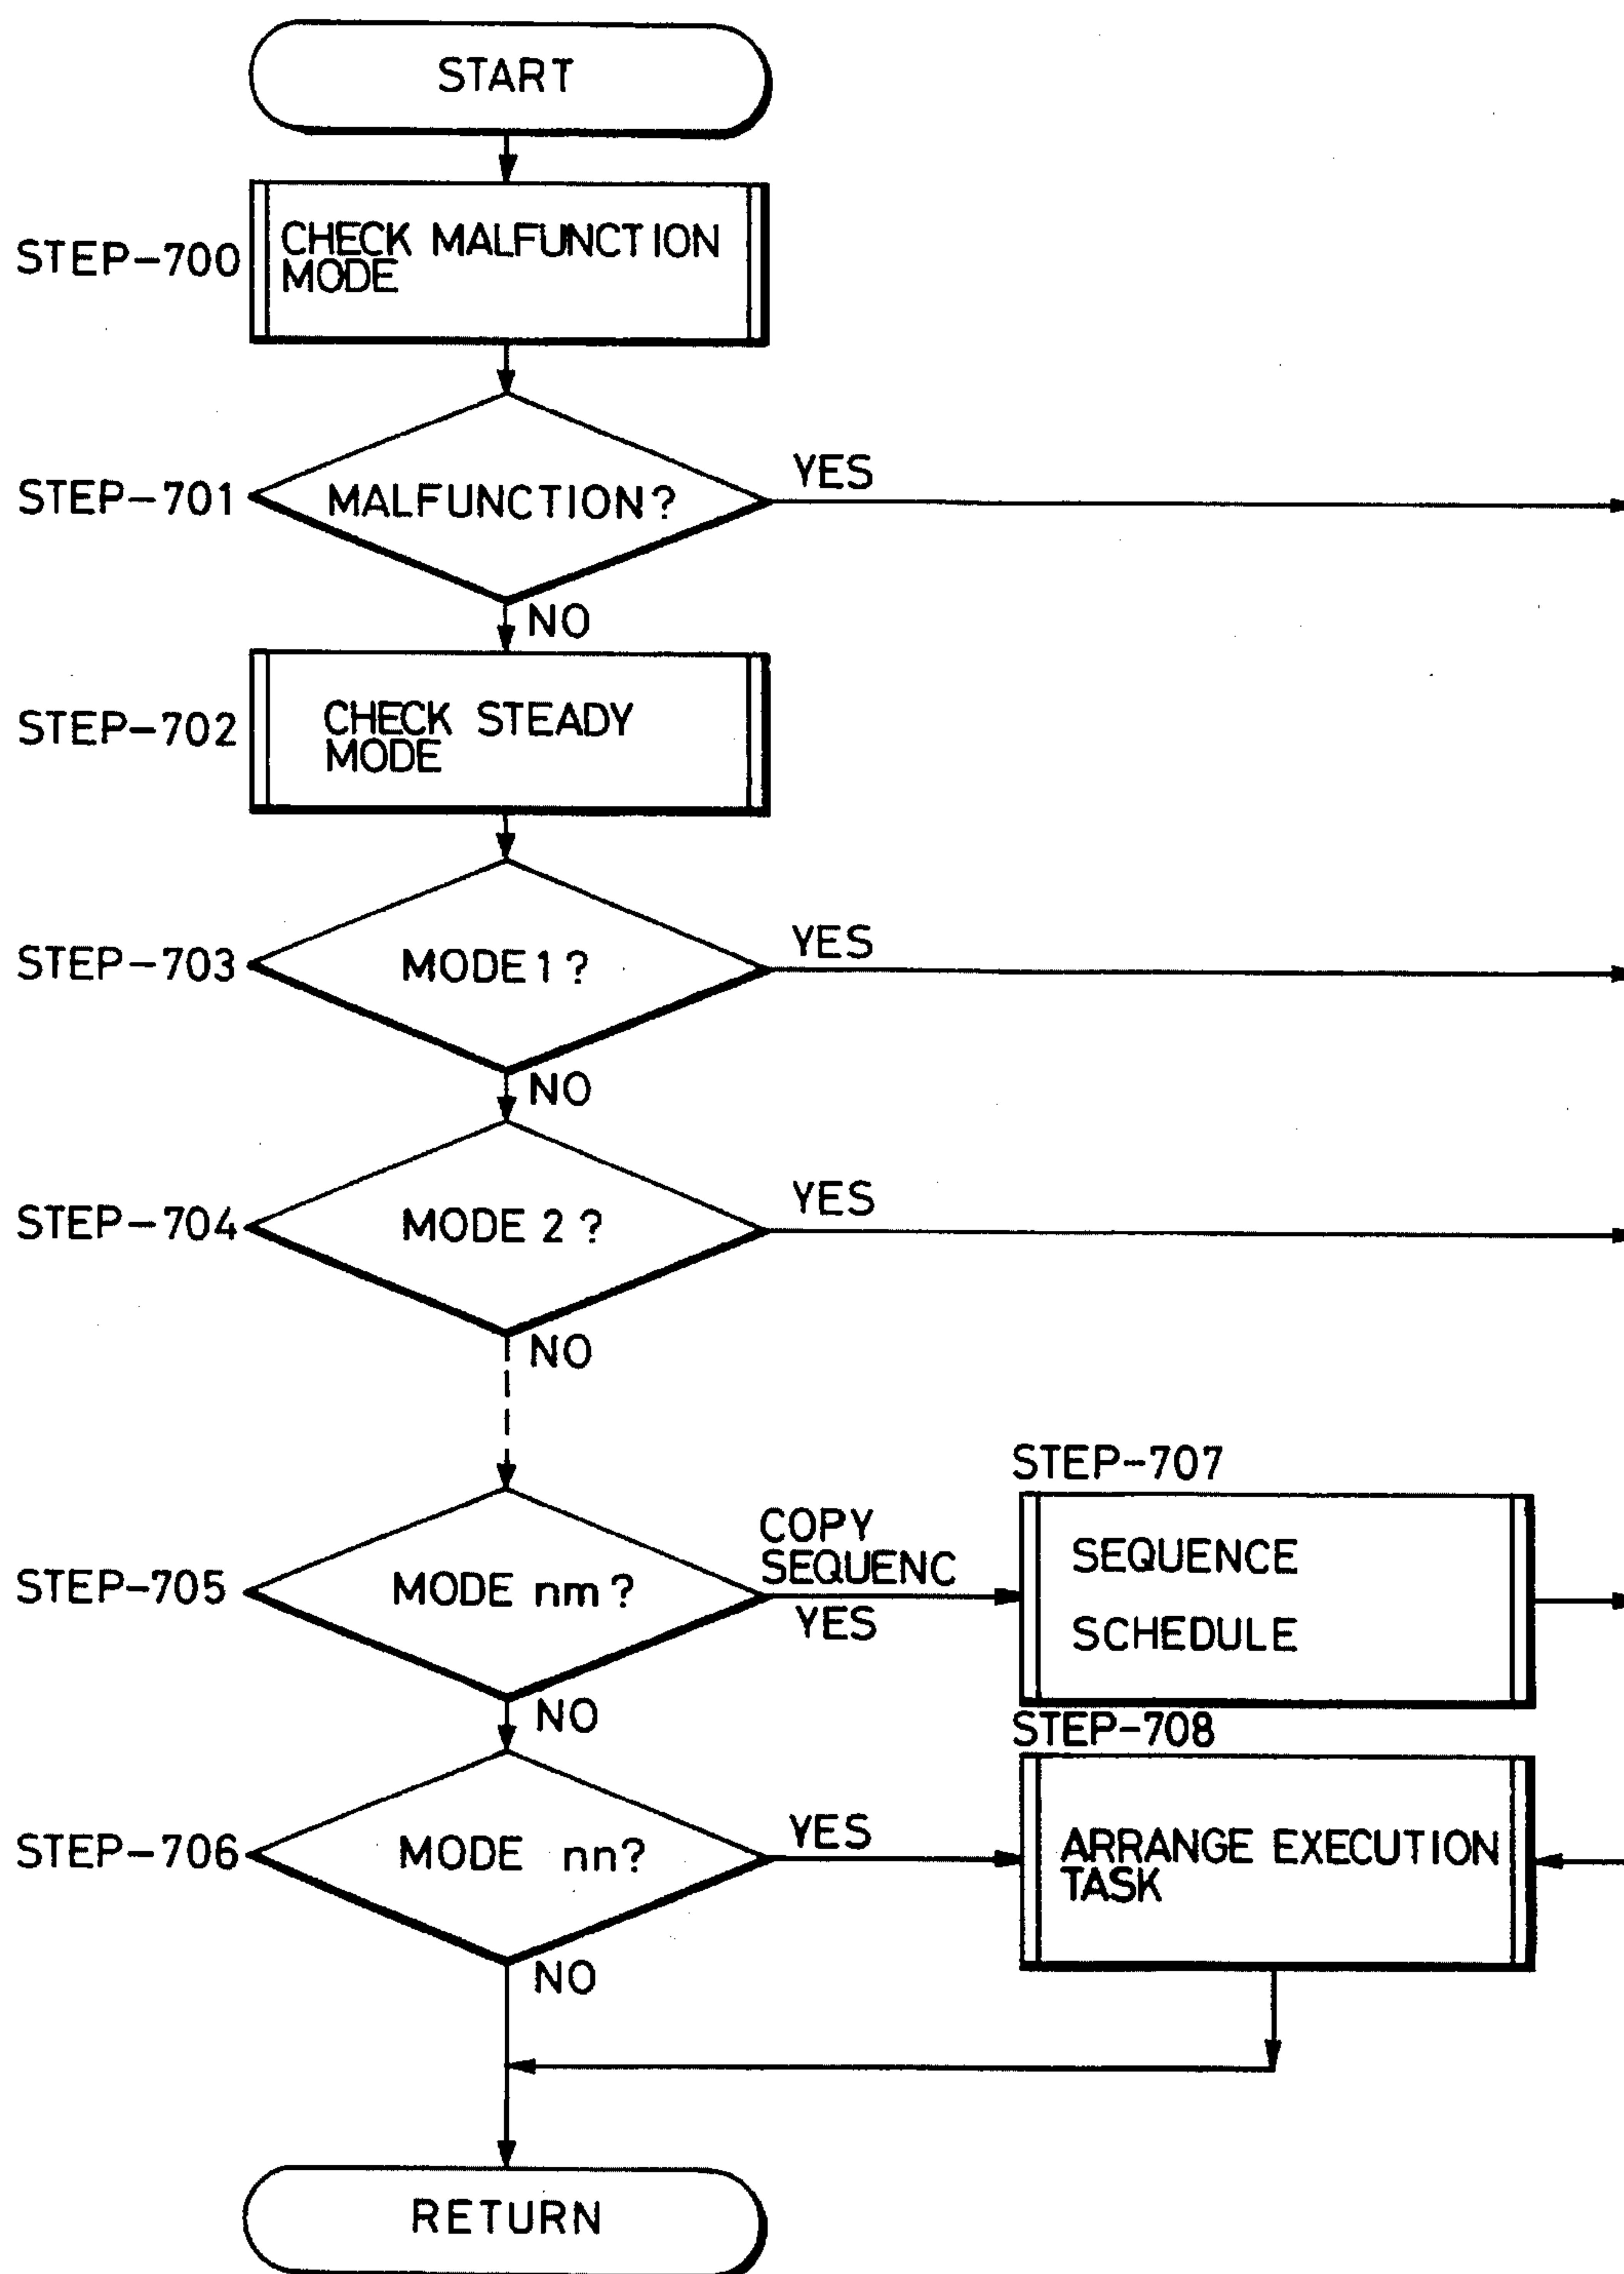 START
STEP-700
CHECK MALFUNCTION
MODE
STEP-701
MALFUNCTION?
YES
NO
STEP-702
CHECK STEADY
MODE
STEP-703
MODE 1?
YES
NO
STEP-704
MODE 2?
YES
NO
STEP-705
MODE nm?
COPY
SEQUENC
YES
STEP-707
SEQUENCE
SCHEDULE
NO
STEP-706
MODE nn?
YES
STEP-708
ARRANGE EXECUTION
TASK
NO
RETURN